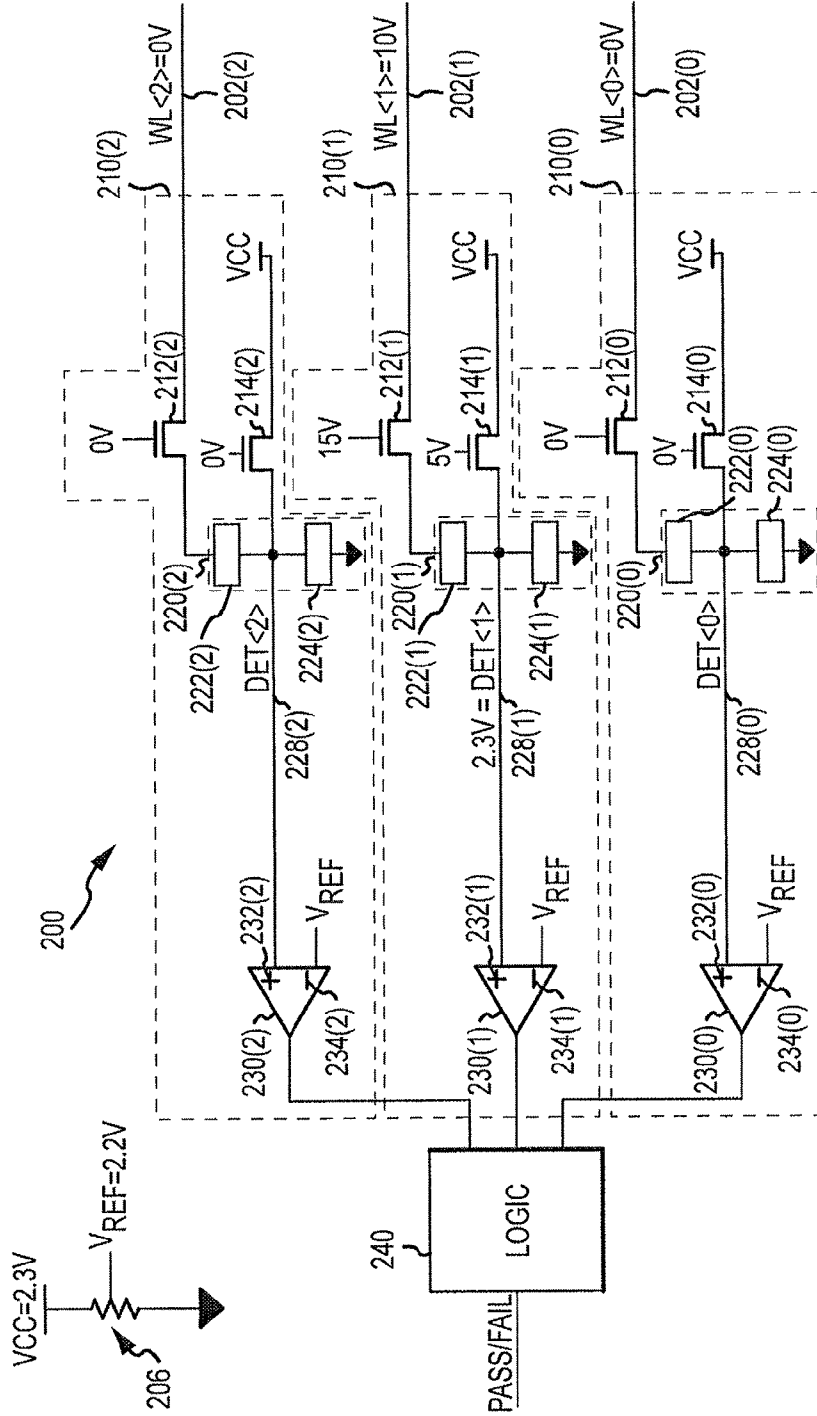 200
VCC=2.3V
VREF=2.2V
206
PASS/FAIL
LOGIC
240
230(2)
232(2)
234(2)
VREF
228(2)
DET<2>
220(2)
222(2)
224(2)
0V
212(2)
0V
214(2)
VCC
210(2)
WL<2>=0V
202(2)
230(1)
232(1)
234(1)
VREF
228(1)
2.3V = DET<1>
220(1)
222(1)
224(1)
15V
212(1)
5V
214(1)
VCC
210(1)
WL<1>=10V
202(1)
230(0)
232(0)
234(0)
VREF
228(0)
DET<0>
220(0)
222(0)
224(0)
0V
212(0)
0V
214(0)
VCC
210(0)
WL<0>=0V
202(0)